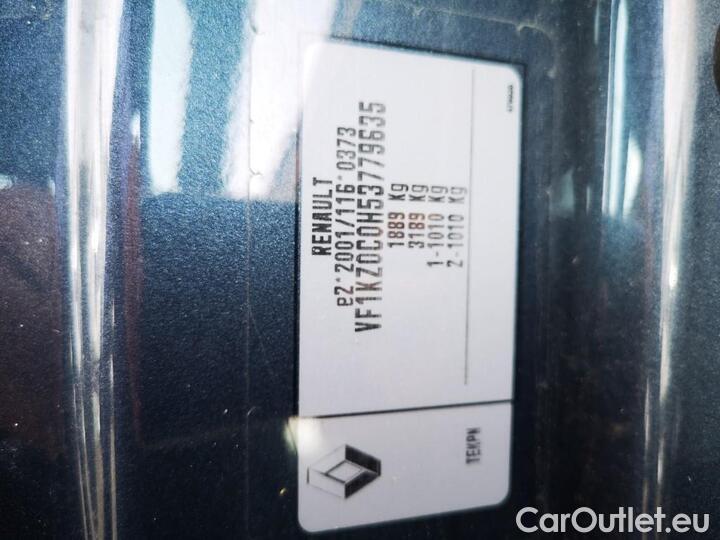 RENAULT
e2*2001/116*0373
VF1KZ0C0H53779635
1889 Kg
3189 Kg
1-1010 Kg
2-1010 Kg
TEKPN
CarOutlet.eu